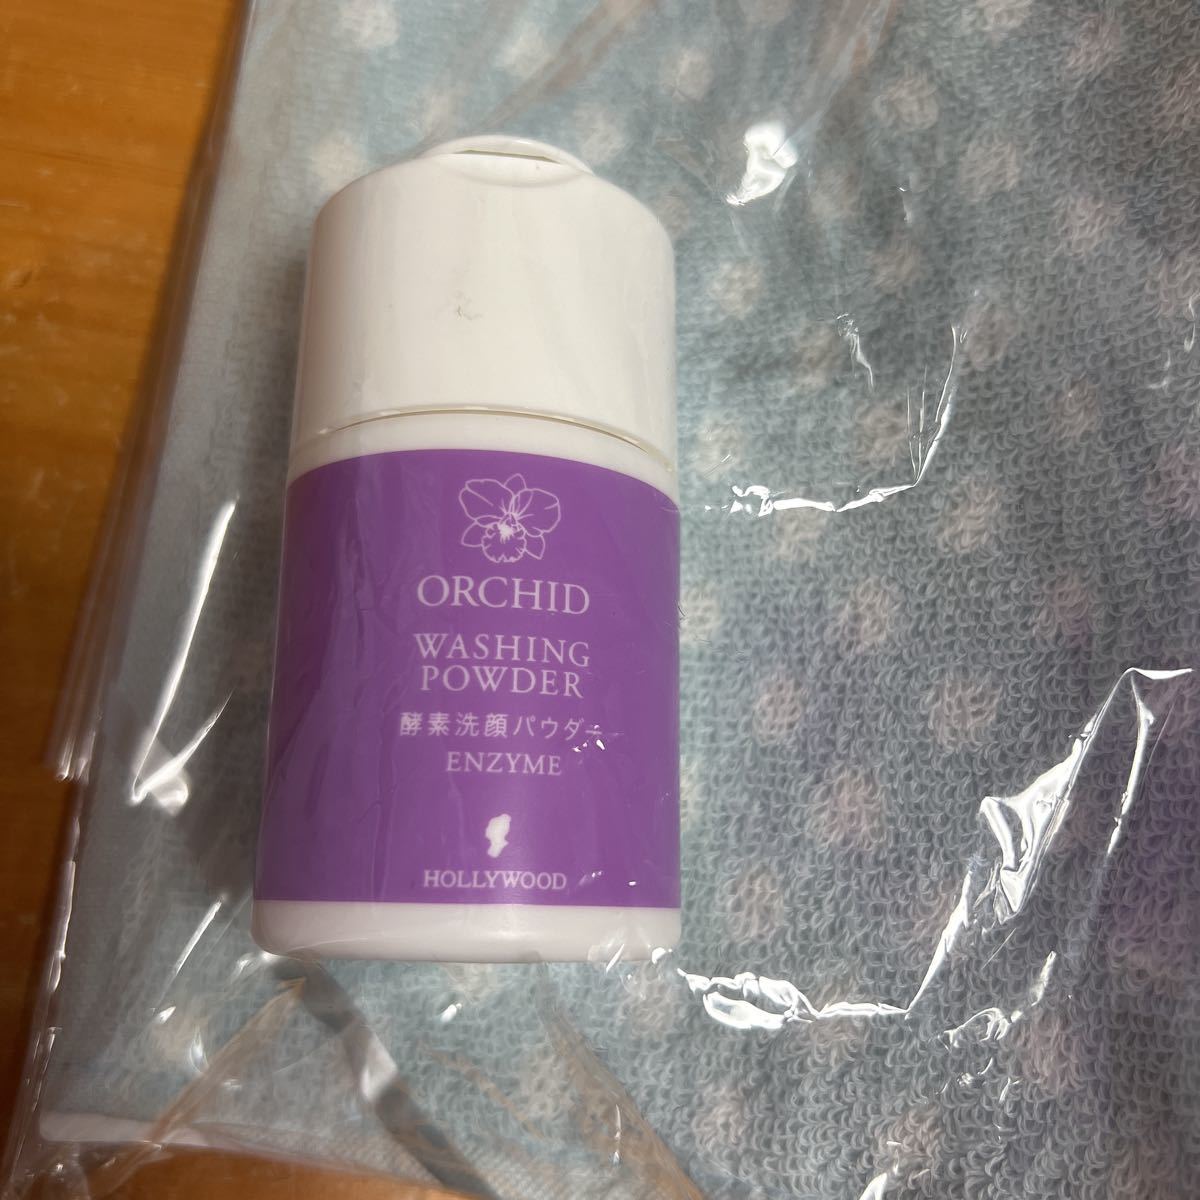 ORCHID
WASHING
POWDER
酵素洗顔パウダー
ENZYME
HOLLYWOOD